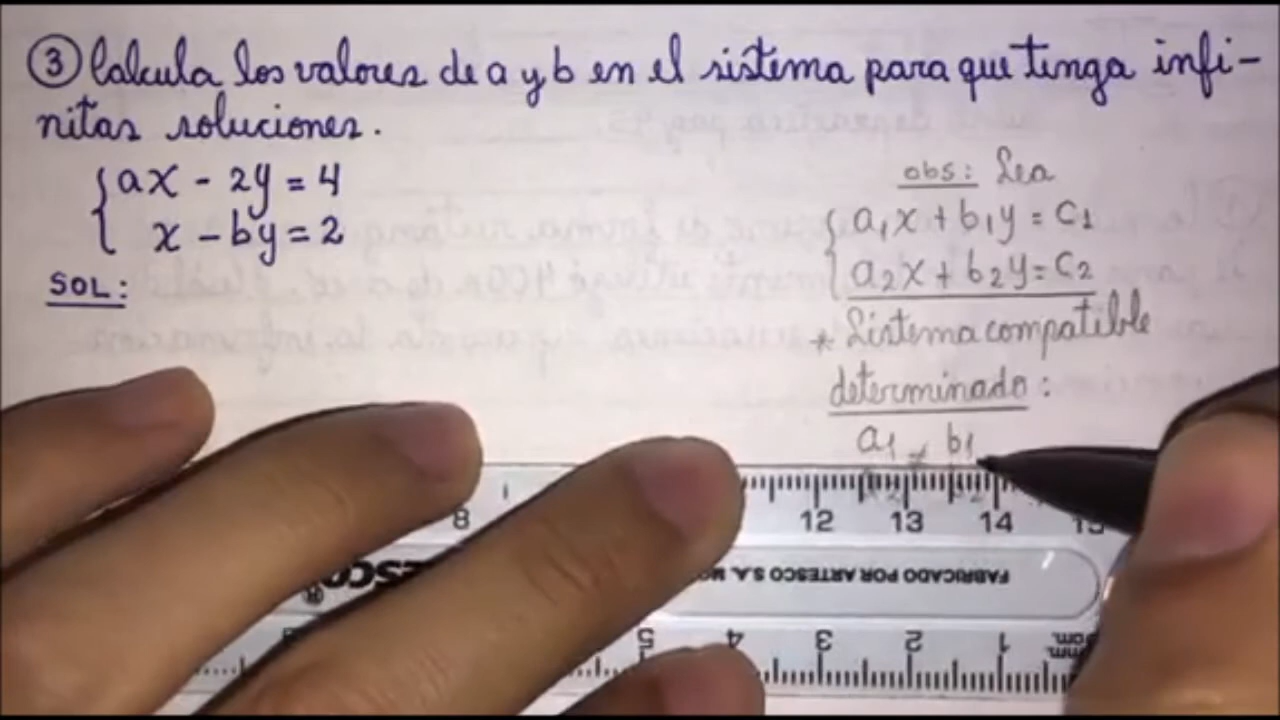 ③ Calcula los valores de a y b en el sistema para que tenga infi-
nitas soluciones.
ax - 2y = 4
x - by = 2
SOL:
obs: Sea
a₁x + b₁y = c₁
a₂x + b₂y = c₂
* Sistema compatible
determinado:
a₁ ≠ b₁
a₂ b₂
8 12 13 14 15
FABRICADO POR ARTESCO S.A.
5 4 3 2 1